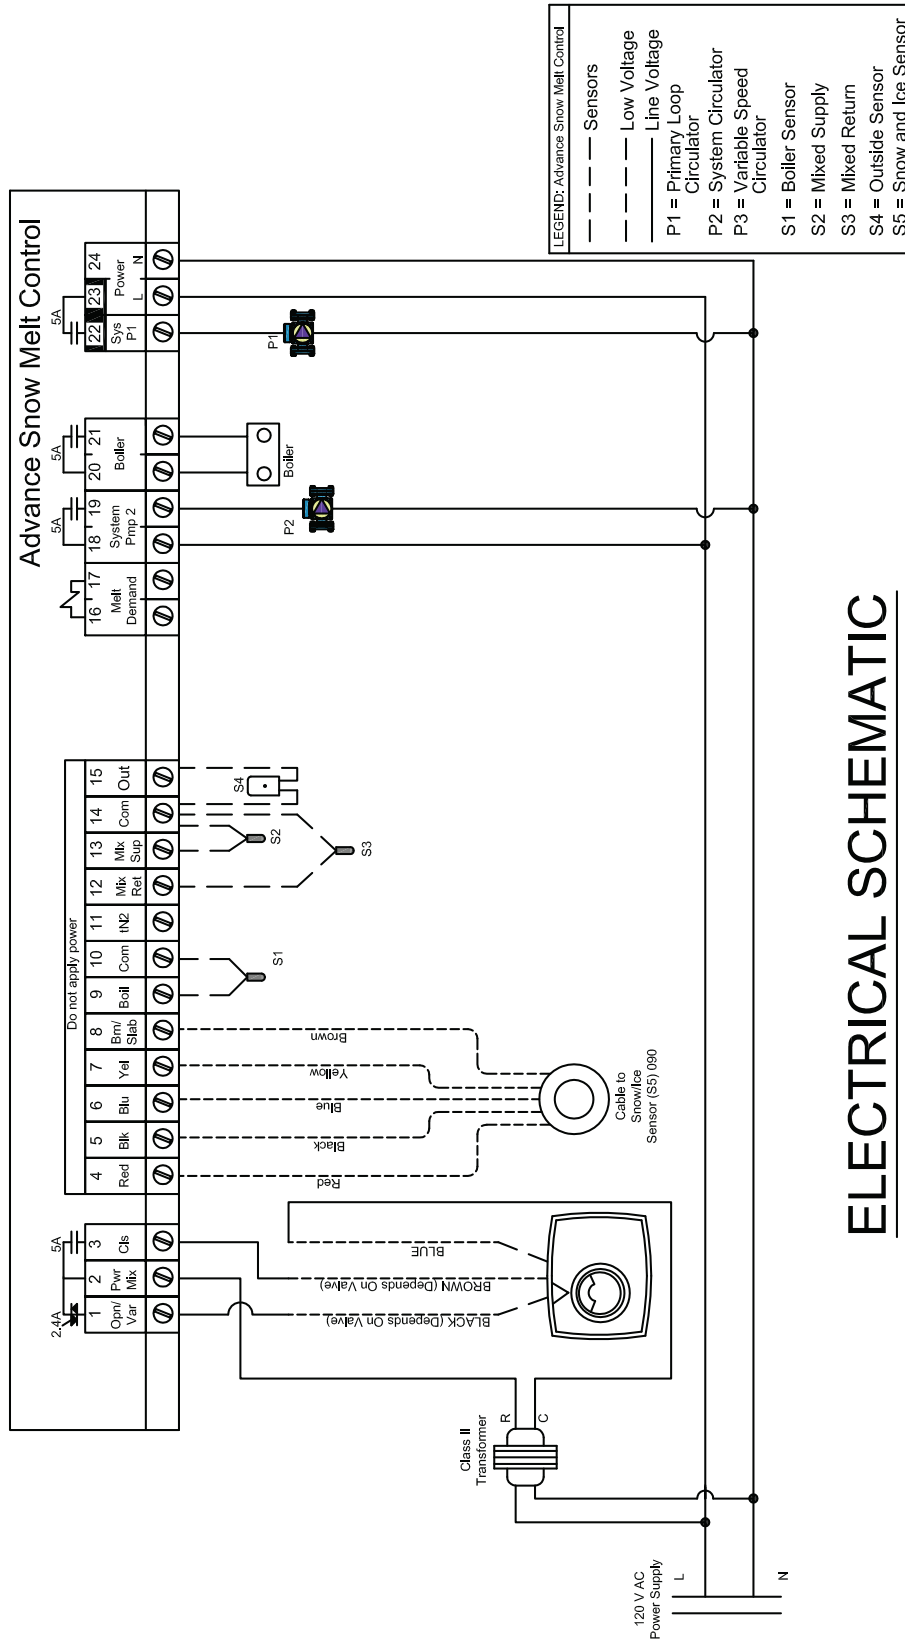 Advance Snow Melt Control
2.4A
5A
1
2
3
Opn/
Var
Pwr
Mix
Cls
Do not apply power
4
5
6
7
8
9
10
11
12
13
14
15
Red
Blk
Blu
Yel
Brn/
Slab
Boil
Com
tN2
Mix
Ret
Mix
Sup
Com
Out
16
17
Melt
Demand
5A
18
19
System
Pmp 2
5A
20
21
Boiler
5A
22
23
24
Sys
P1
Power
L
N
BLACK (Depends On Valve)
BROWN (Depends On Valve)
BLUE
Red
Black
Blue
Yellow
Brown
Cable to
Snow/Ice
Sensor (S5) 090
S1
S2
S3
S4
P2
Boiler
P1
Class II
Transformer
R
C
120 V AC
Power Supply
L
N
ELECTRICAL SCHEMATIC
LEGEND: Advance Snow Melt Control
Sensors
Low Voltage
Line Voltage
P1 = Primary Loop
Circulator
P2 = System Circulator
P3 = Variable Speed
Circulator
S1 = Boiler Sensor
S2 = Mixed Supply
S3 = Mixed Return
S4 = Outside Sensor
S5 = Snow and Ice Sensor